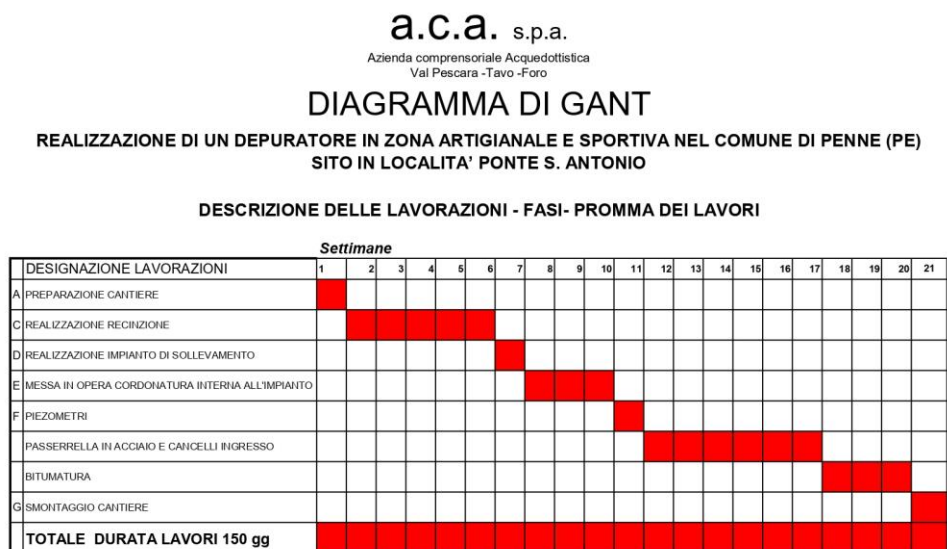 a.c.a. s.p.a.
Azienda comprensoriale Acquedottistica
Val Pescara -Tavo -Foro
DIAGRAMMA DI GANT
REALIZZAZIONE DI UN DEPURATORE IN ZONA ARTIGIANALE E SPORTIVA NEL COMUNE DI PENNE (PE)
SITO IN LOCALITA' PONTE S. ANTONIO
DESCRIZIONE DELLE LAVORAZIONI - FASI- PROMMA DEI LAVORI
Settimane
DESIGNAZIONE LAVORAZIONI 1 2 3 4 5 6 7 8 9 10 11 12 13 14 15 16 17 18 19 20 21
A PREPARAZIONE CANTIERE
C REALIZZAZIONE RECINZIONE
D REALIZZAZIONE IMPIANTO DI SOLLEVAMENTO
E MESSA IN OPERA CORDONATURA INTERNA ALL'IMPIANTO
F PIEZOMETRI
PASSERRELLA IN ACCIAIO E CANCELLI INGRESSO
BITUMATURA
G SMONTAGGIO CANTIERE
TOTALE DURATA LAVORI 150 gg